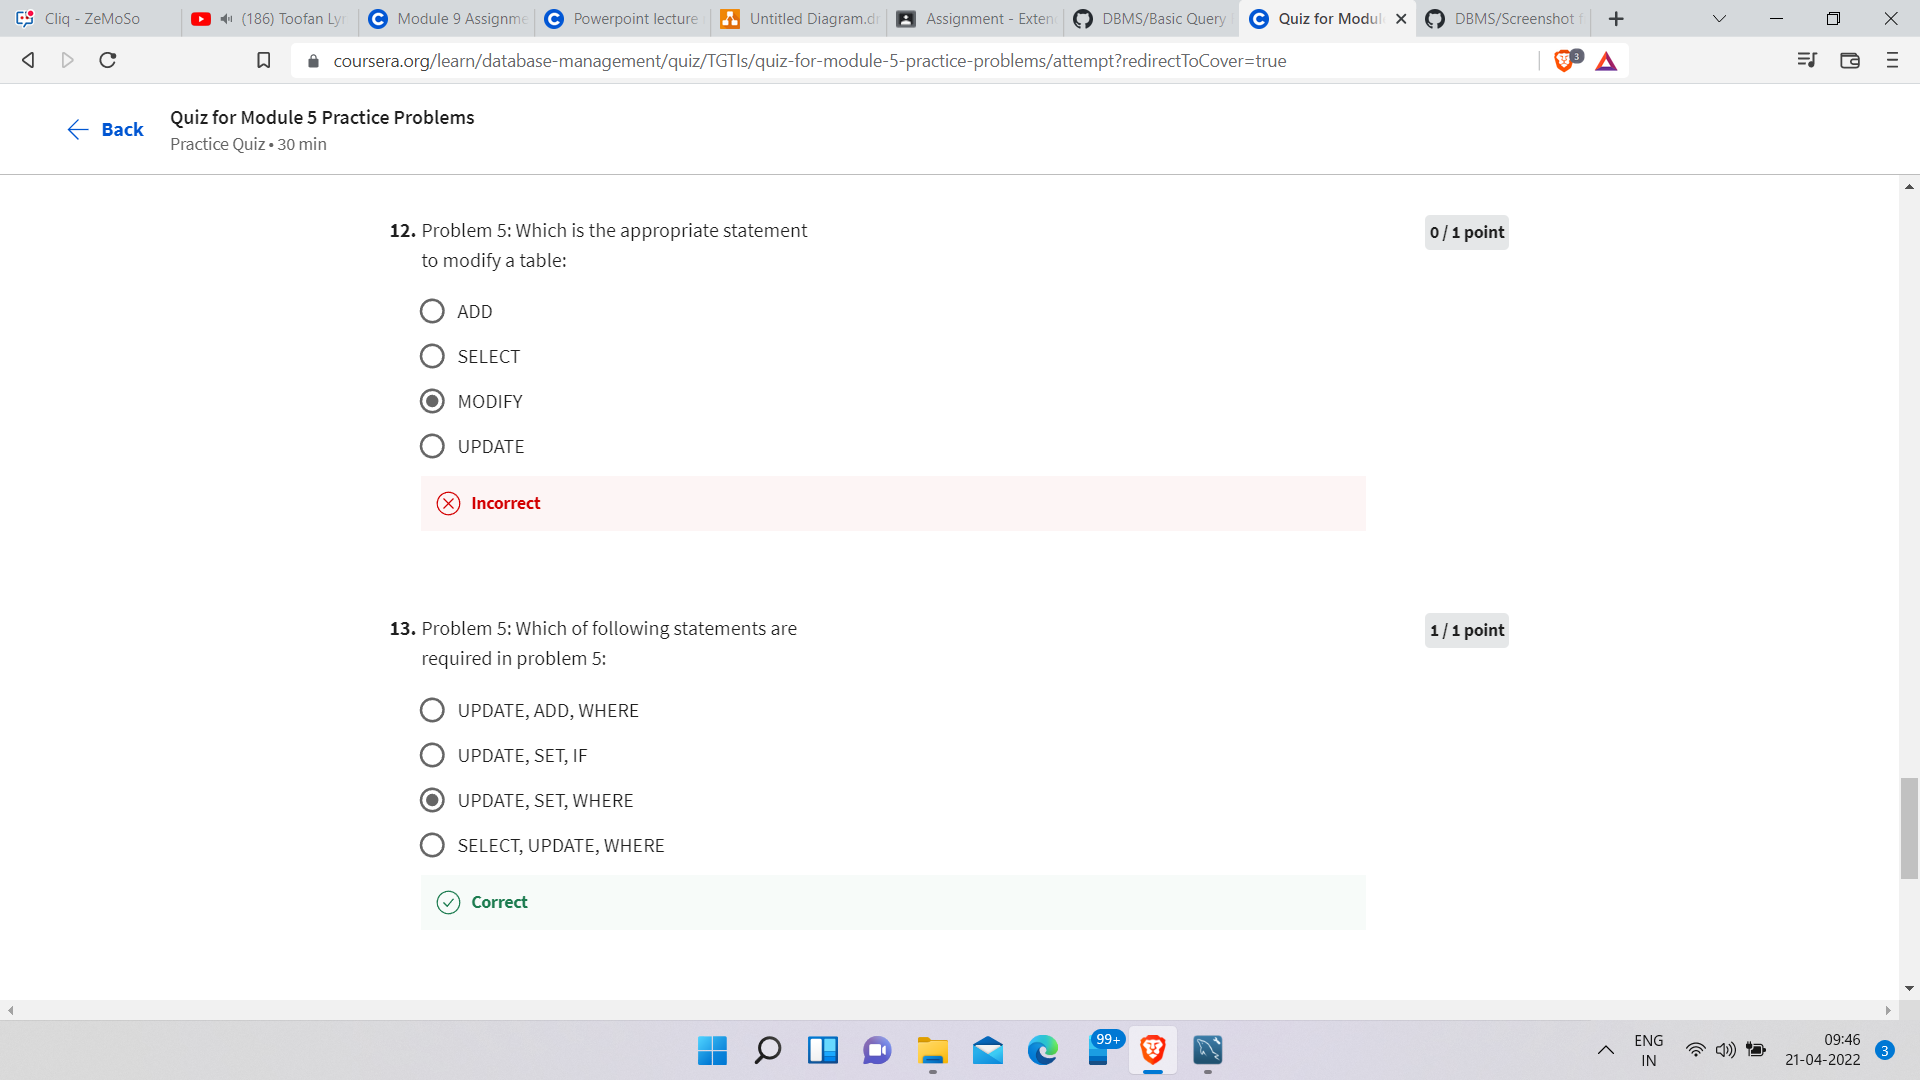 Cliq - ZeMoSo
(186) Toofan Lyr
Module 9 Assignme
Powerpoint lecture
Untitled Diagram.dr
Assignment - Exten
DBMS/Basic Query
Quiz for Modul
DBMS/Screenshot f
coursera.org/learn/database-management/quiz/TGTIs/quiz-for-module-5-practice-problems/attempt?redirectToCover=true
3
Back
Quiz for Module 5 Practice Problems
Practice Quiz • 30 min
12. Problem 5: Which is the appropriate statement
to modify a table:
0 / 1 point
ADD
SELECT
MODIFY
UPDATE
Incorrect
13. Problem 5: Which of following statements are
required in problem 5:
1 / 1 point
UPDATE, ADD, WHERE
UPDATE, SET, IF
UPDATE, SET, WHERE
SELECT, UPDATE, WHERE
Correct
99+
ENG
IN
09:46
21-04-2022
3